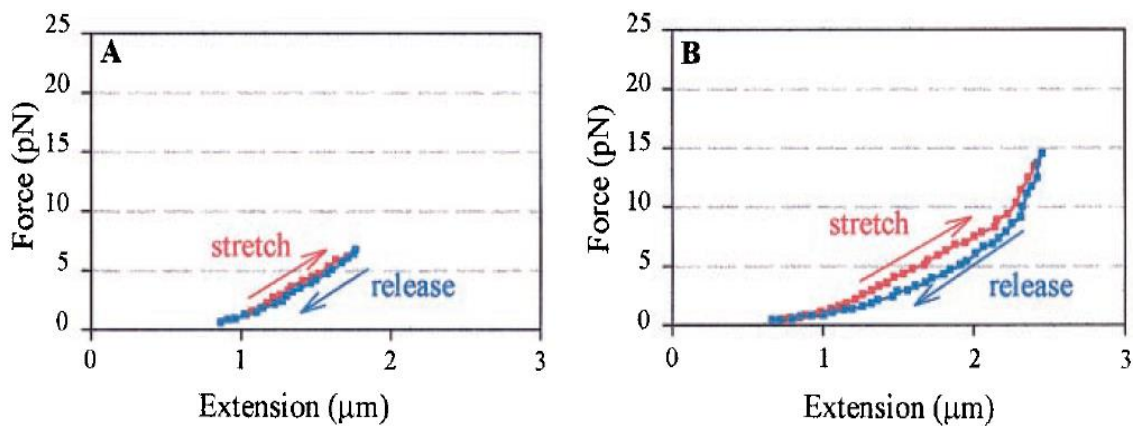 A
25
20
15
10
5
0
Force (pN)
stretch
release
0 1 2 3
Extension (μm)
B
25
20
15
10
5
0
Force (pN)
stretch
release
0 1 2 3
Extension (μm)